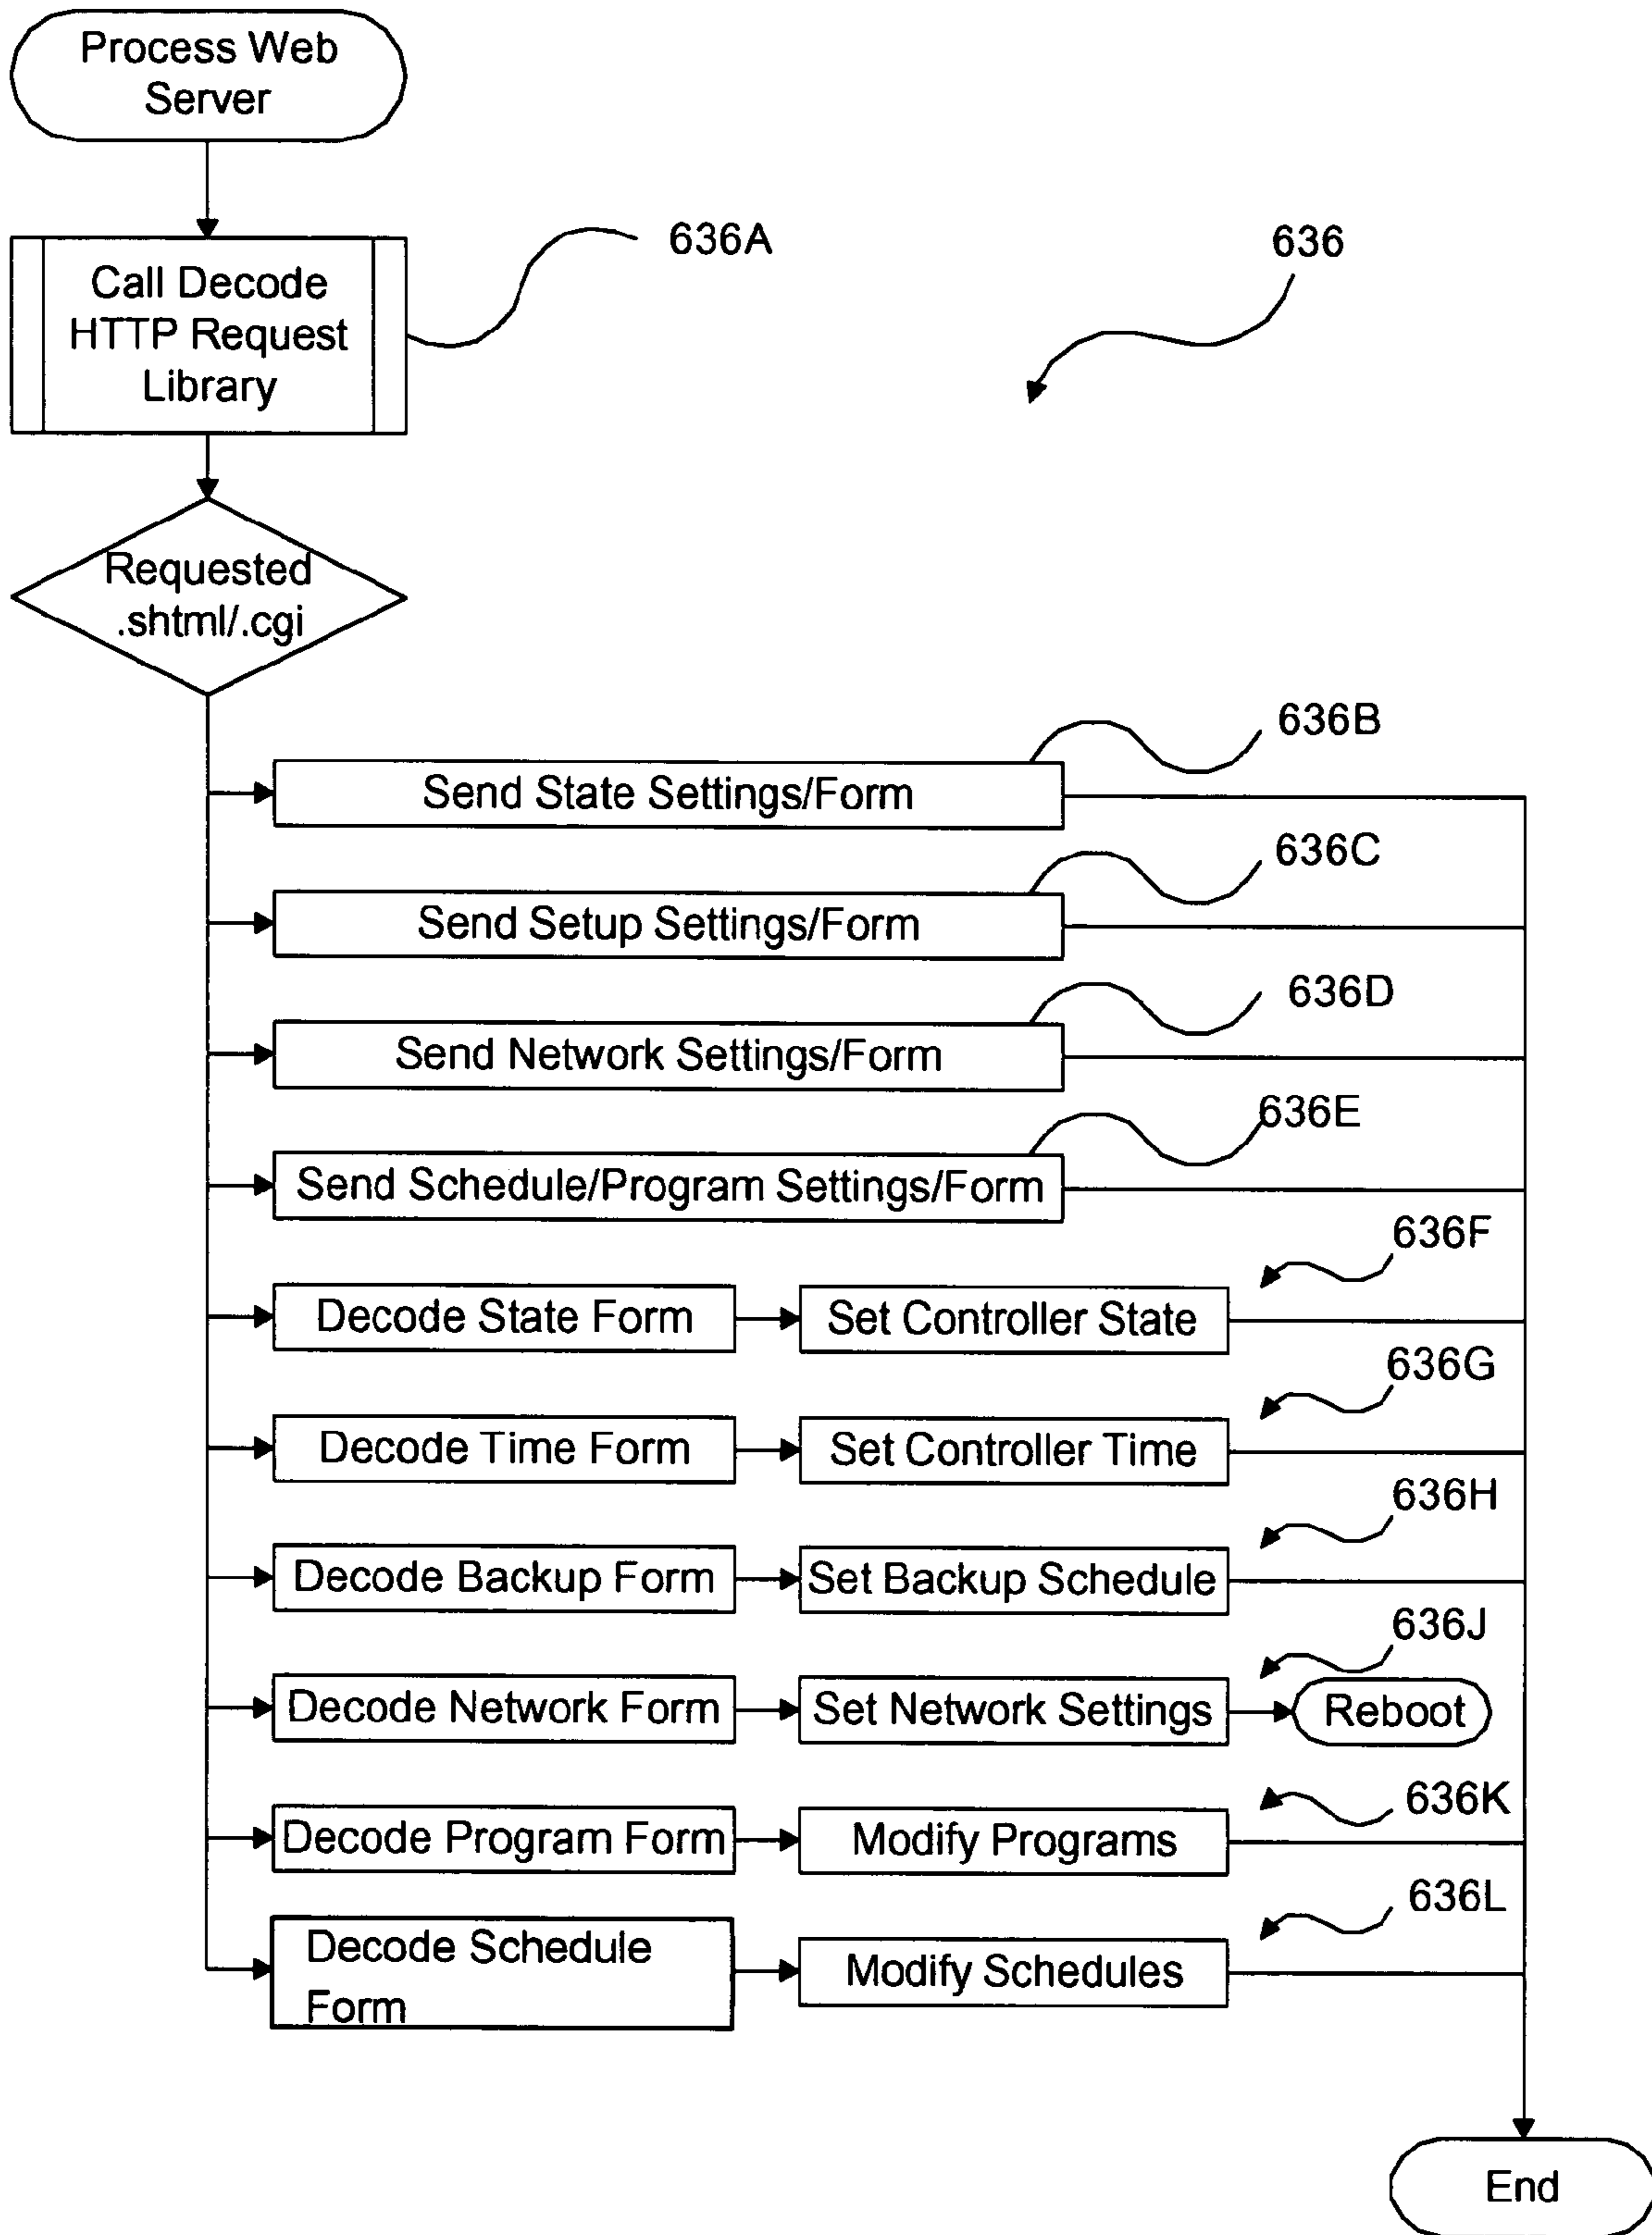 Process Web
Server
636A
636
Call Decode
HTTP Request
Library
Requested
.shtml/.cgi
636B
Send State Settings/Form
636C
Send Setup Settings/Form
636D
Send Network Settings/Form
636E
Send Schedule/Program Settings/Form
636F
Decode State Form
Set Controller State
636G
Decode Time Form
Set Controller Time
636H
Decode Backup Form
Set Backup Schedule
636J
Decode Network Form
Set Network Settings
Reboot
636K
Decode Program Form
Modify Programs
636L
Decode Schedule
Form
Modify Schedules
End